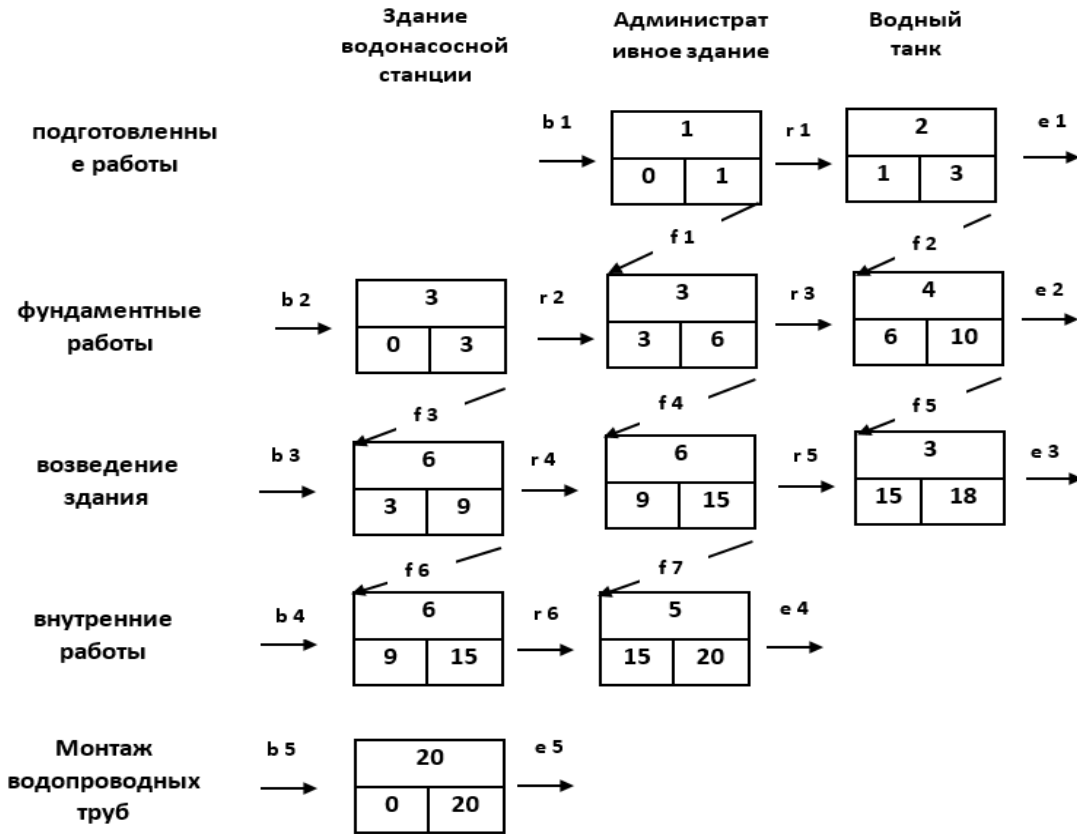 Здание
водонасосной
станции
Администрат
ивное здание
Водный
танк
подготовленны
е работы
b 1
1
0 1
r 1
2
1 3
e 1
f 1
f 2
фундаментные
работы
b 2
3
0 3
r 2
3
3 6
r 3
4
6 10
e 2
f 3
f 4
f 5
возведение
здания
b 3
6
3 9
r 4
6
9 15
r 5
3
15 18
e 3
f 6
f 7
внутренние
работы
b 4
6
9 15
r 6
5
15 20
e 4
Монтаж
водопроводных
труб
b 5
20
0 20
e 5